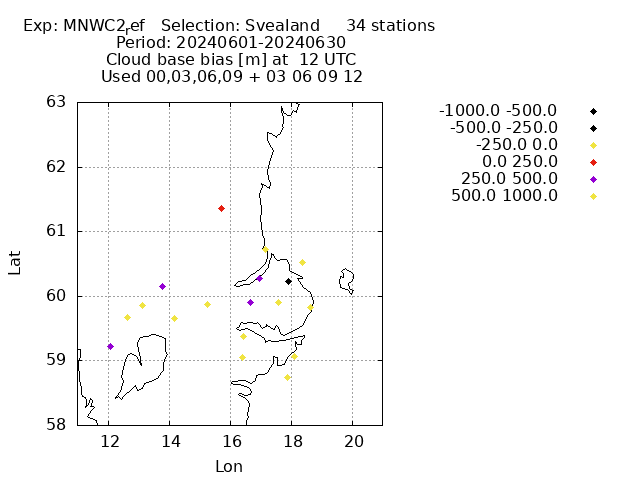 Exp: MNWC2ref   Selection: Svealand     34 stations
Period: 20240601-20240630
Cloud base bias [m] at  12 UTC
Used 00,03,06,09 + 03 06 09 12
-1000.0 -500.0
-500.0 -250.0
-250.0 0.0
0.0 250.0
250.0 500.0
500.0 1000.0
63
62
61
60
59
58
Lat
12 14 16 18 20
Lon